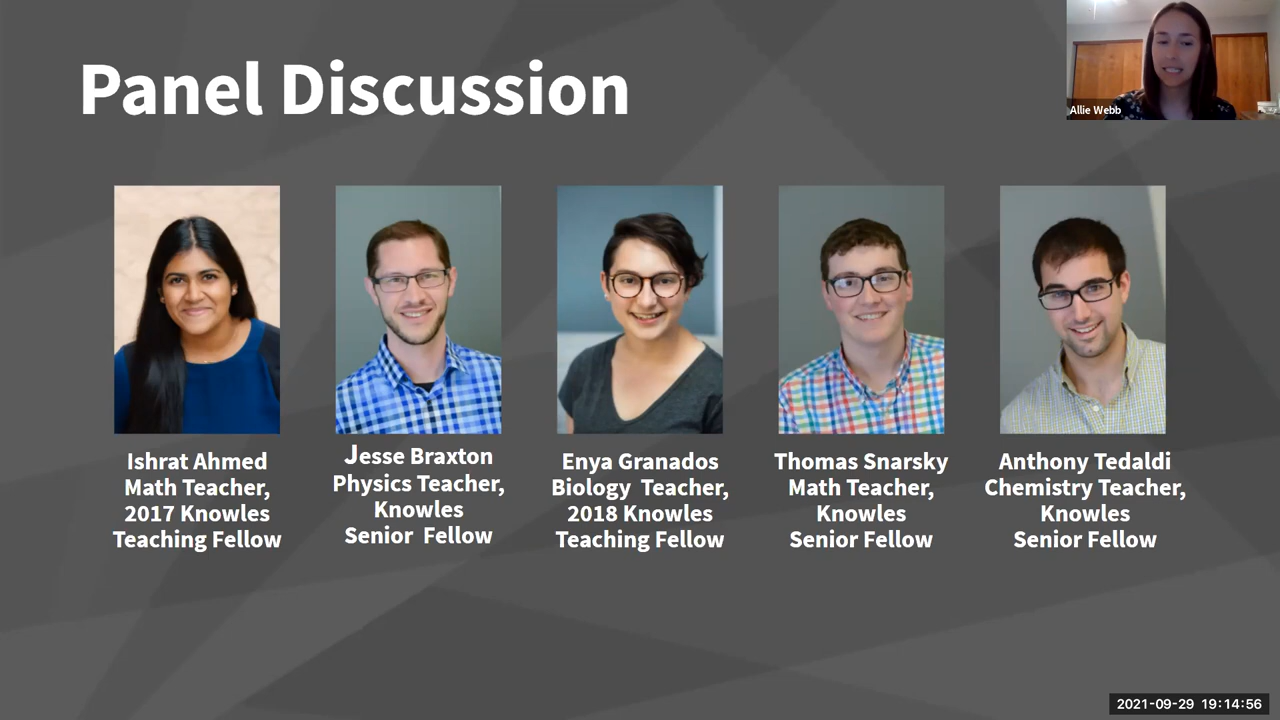 Panel Discussion
Allie Webb
Ishrat Ahmed
Math Teacher,
2017 Knowles
Teaching Fellow
Jesse Braxton
Physics Teacher,
Knowles
Senior Fellow
Enya Granados
Biology Teacher,
2018 Knowles
Teaching Fellow
Thomas Snarsky
Math Teacher,
Knowles
Senior Fellow
Anthony Tedaldi
Chemistry Teacher,
Knowles
Senior Fellow
2021-09-29 19:14:56